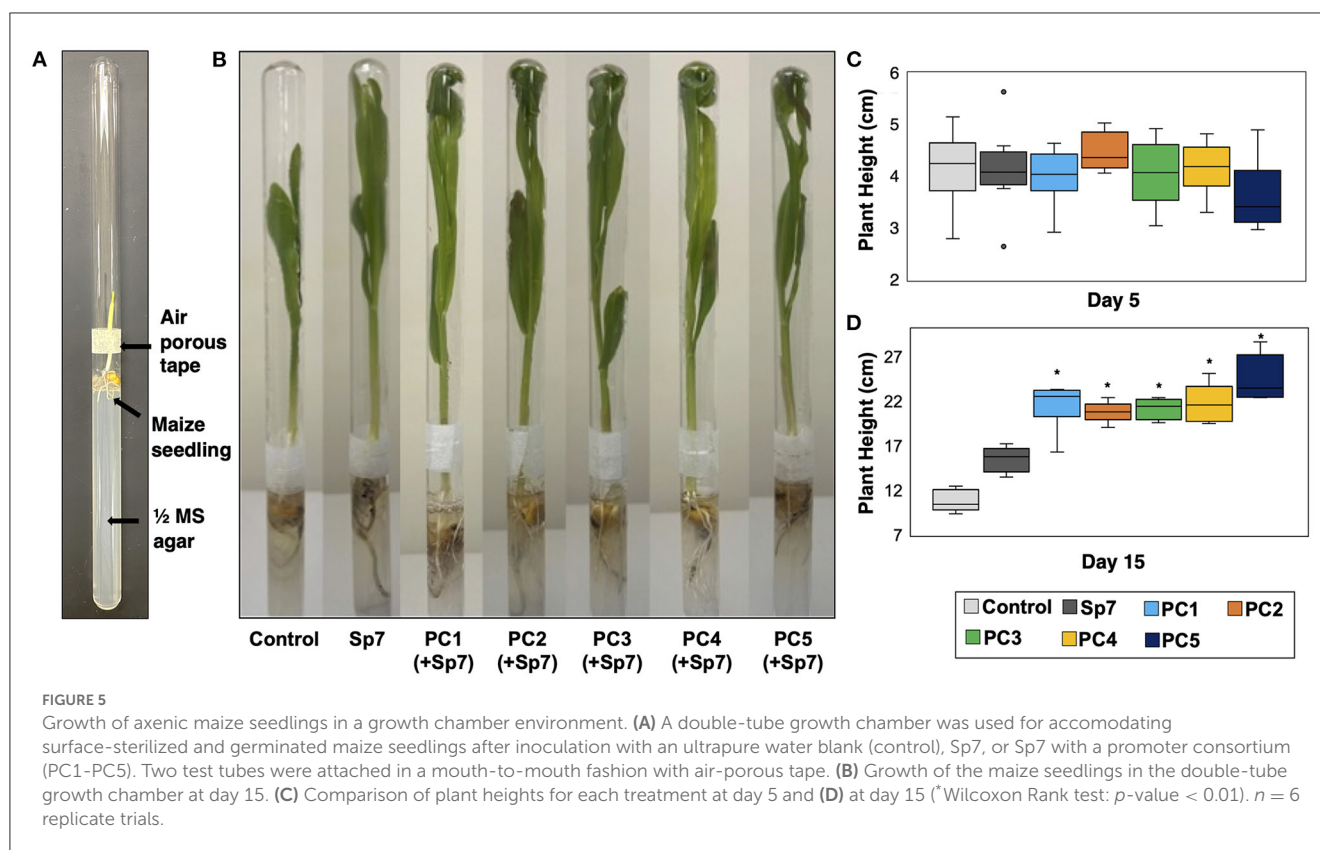 A
Air
porous
tape
Maize
seedling
½ MS
agar
B
Control
Sp7
PC1
(+Sp7)
PC2
(+Sp7)
PC3
(+Sp7)
PC4
(+Sp7)
PC5
(+Sp7)
C
Plant Height (cm)
6
5
4
3
2
Day 5
D
Plant Height (cm)
27
22
17
12
7
* * * * *
Day 15
Control Sp7 PC1 PC2
PC3 PC4 PC5
FIGURE 5
Growth of axenic maize seedlings in a growth chamber environment. (A) A double-tube growth chamber was used for accomodating
surface-sterilized and germinated maize seedlings after inoculation with an ultrapure water blank (control), Sp7, or Sp7 with a promoter consortium
(PC1-PC5). Two test tubes were attached in a mouth-to-mouth fashion with air-porous tape. (B) Growth of the maize seedlings in the double-tube
growth chamber at day 15. (C) Comparison of plant heights for each treatment at day 5 and (D) at day 15 (*Wilcoxon Rank test: p-value < 0.01). n = 6
replicate trials.